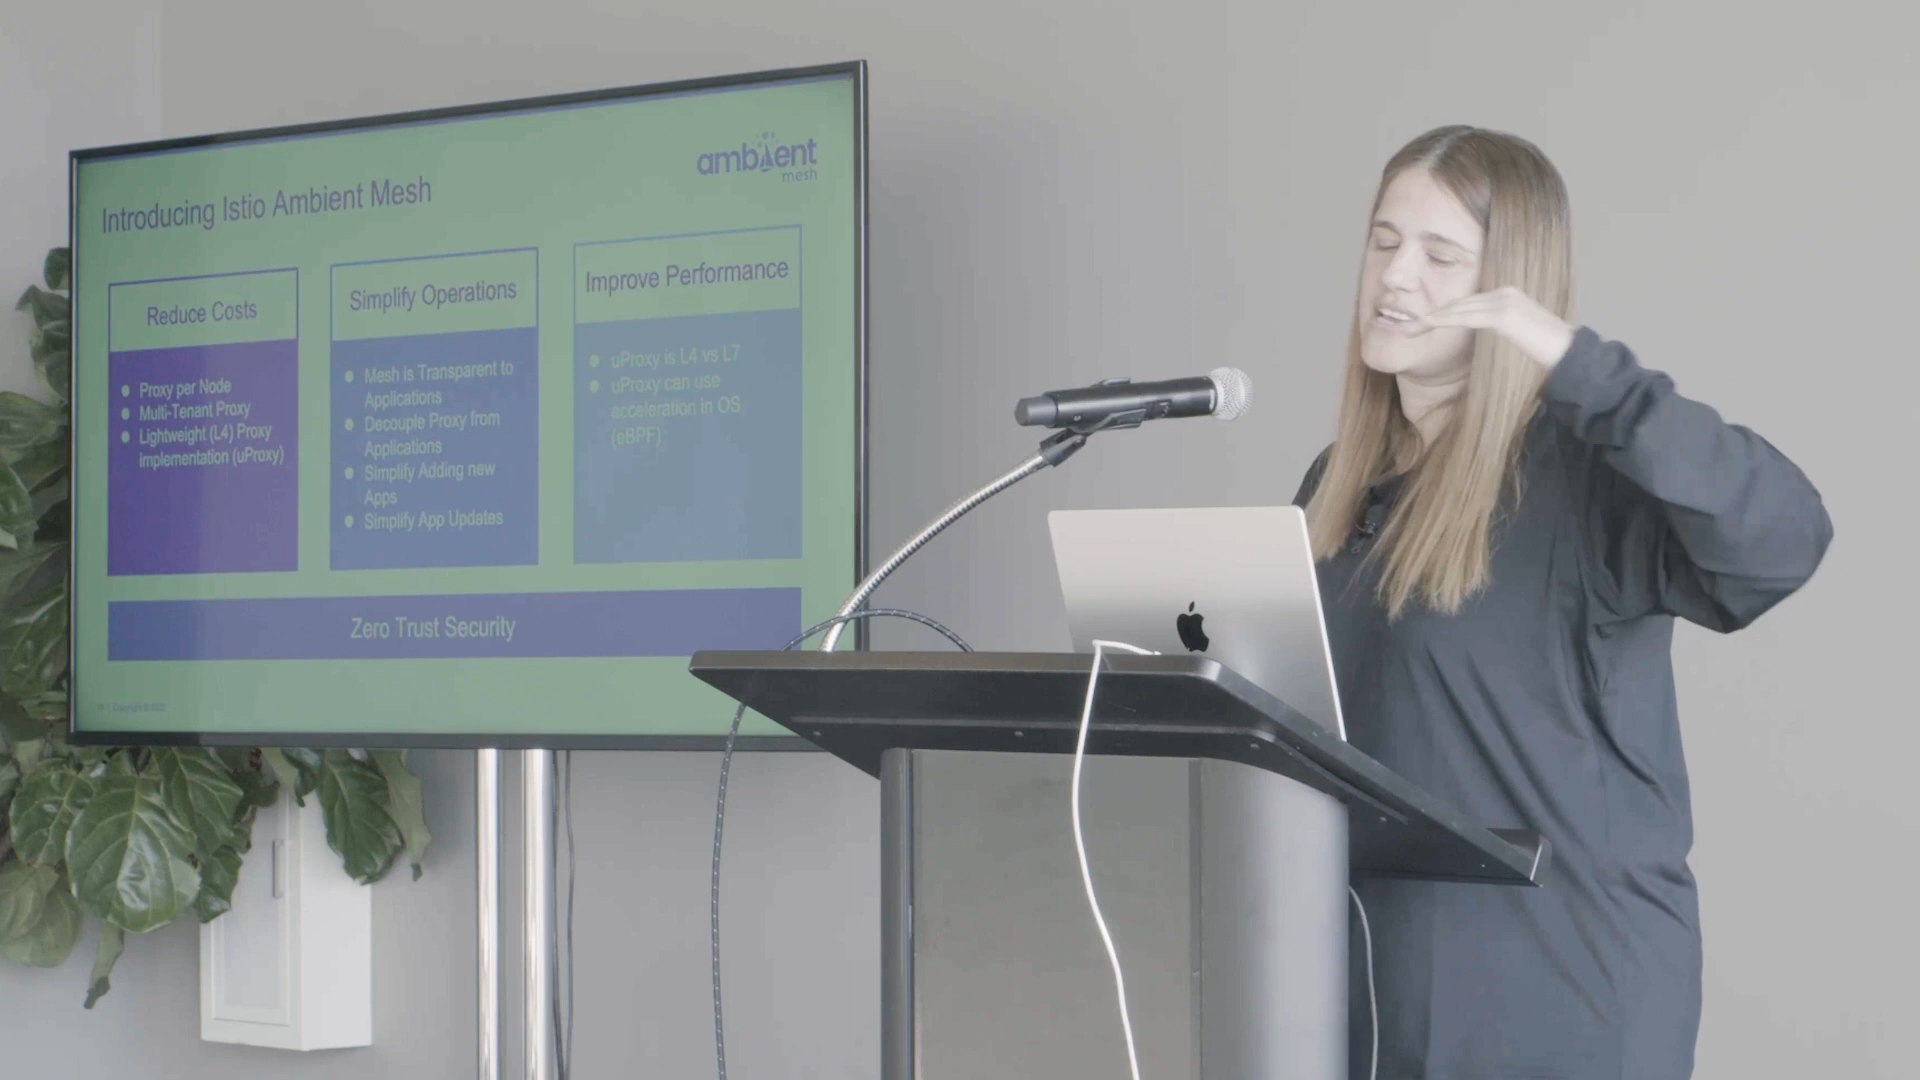 ambient
mesh
Introducing Istio Ambient Mesh
Reduce Costs
Proxy per Node
Multi-Tenant Proxy
Lightweight (L4) Proxy
implementation (uProxy)
Simplify Operations
Mesh is Transparent to
Applications
Decouple Proxy from
Applications
Simplify Adding new
Apps
Simplify App Updates
Improve Performance
uProxy is L4 vs L7
uProxy can use
acceleration in OS
(eBPF)
Zero Trust Security
Copyright ©